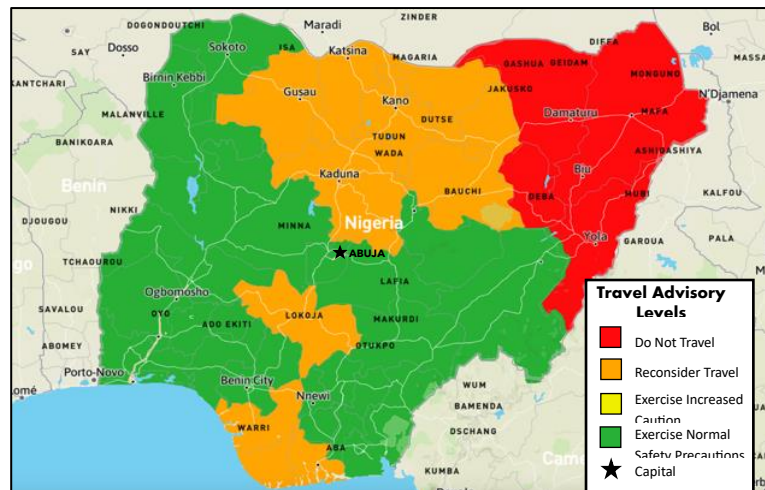 ZINDER
DOGONDOUTCHI
Maradi
Bol
SAY
Dosso
Sokoto
ISA
Katsina
DIFFA
MASSA
MAGARIA
GASHUA
GEIDAM
KANTCHARI
Birnin Kebbi
MONGUNO
Gusau
JAKUSKO
N'Djamena
MALANVILLE
Kano
Damaturu
MAFA
DUTSE
BANIKOARA
TUDUN
WADA
ASHIGASHIYA
Kaduna
Biu
Benin
BAUCHI
DEBA
MUBI
KALFOU
NIKKI
DJOUGOU
MINNA
Nigeria
Yola
GAROUA
PALA
TCHAOUROU
ABUJA
LAFIA
Ogbomosho
SAVALOU
OYO
LOKOJA
MAKURDI
ADO EKITI
ABOMEY
OTUKPO
Porto-Novo
Benin City
WUM
Nnewi
BAMENDA
WARRI
DSCHANG
ABA
KUMBA
Travel Advisory
Levels
Do Not Travel
Reconsider Travel
Exercise Increased
Caution
Exercise Normal
Safety Precautions
Capital